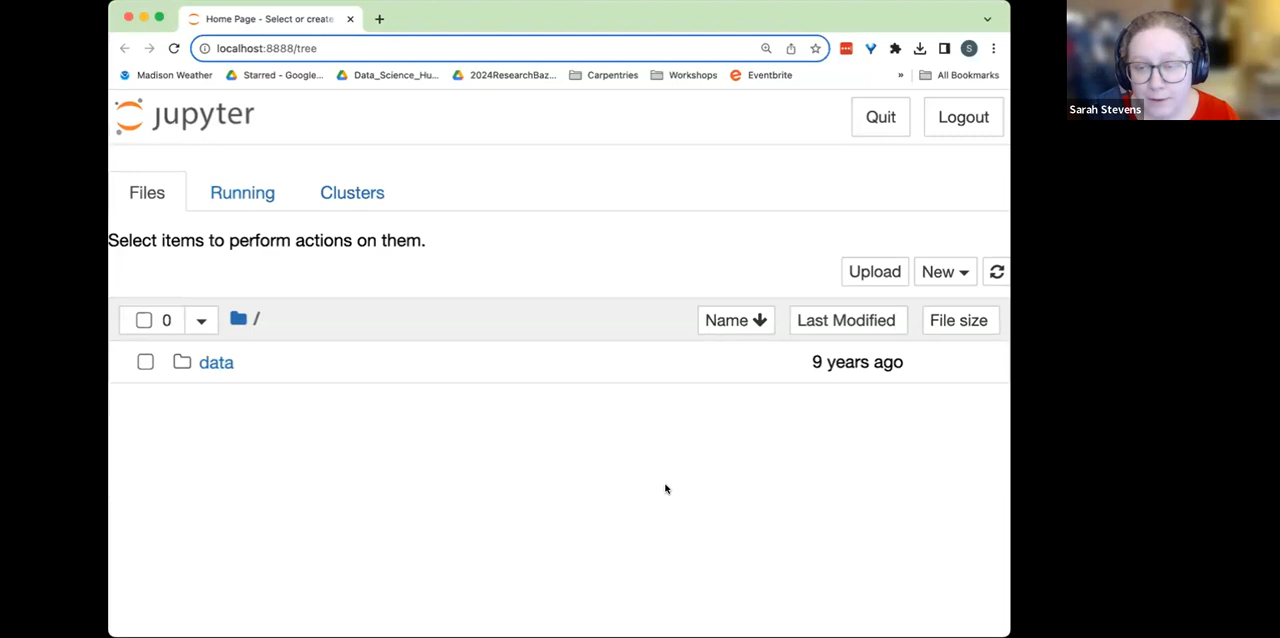 Home Page - Select or create
localhost:8888/tree
Madison Weather Starred - Google... Data_Science_Hu... 2024ResearchBaz... Carpentries Workshops Eventbrite » All Bookmarks
S
jupyter
Quit Logout
Files Running Clusters
Select items to perform actions on them.
Upload New
0 / Name Last Modified File size
data 9 years ago
Sarah Stevens